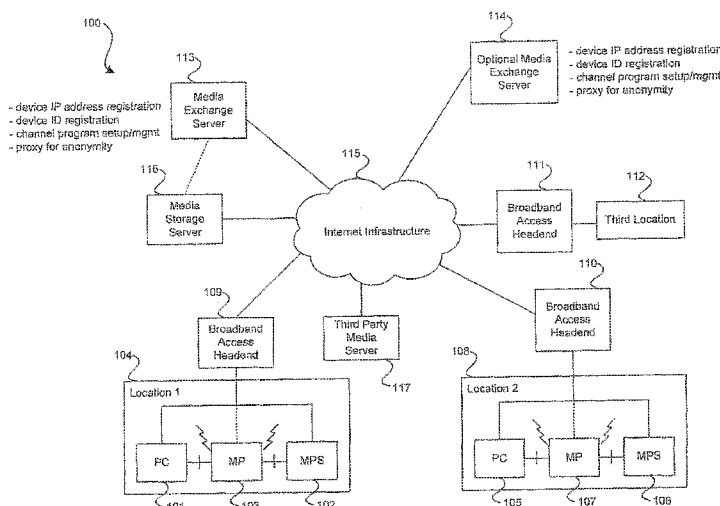 100
114
Optional Media
Exchange
Server
- device IP address registration
- device ID registration
- channel program setup/mgmt
- proxy for anonymity
113
Media
Exchange
Server
- device IP address registration
- device ID registration
- channel program setup/mgmt
- proxy for anonymity
116
Media
Storage
Server
115
Internet Infrastructure
111
Broadband
Access
Headend
112
Third Location
109
Broadband
Access
Headend
Third Party
Media
Server
117
110
Broadband
Access
Headend
104
Location 1
PC
MP
MPS
101
103
102
108
Location 2
PC
MP
MPS
105
107
106